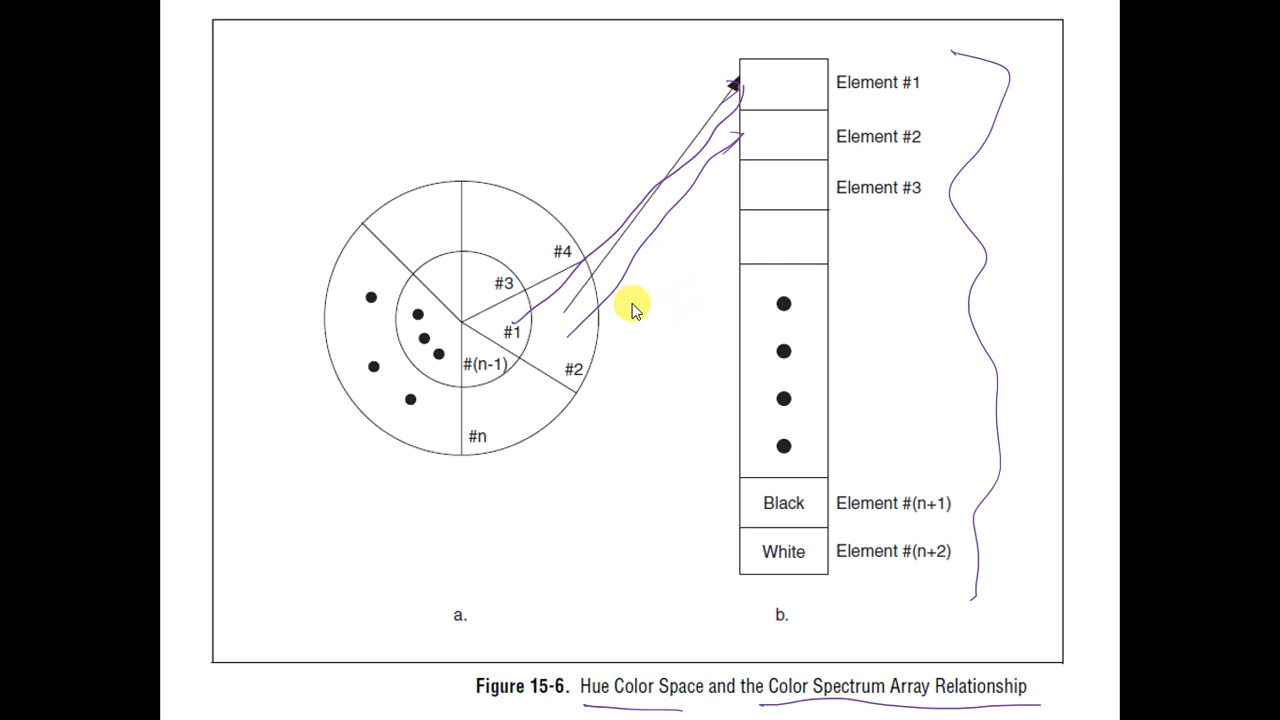 Element #1
Element #2
Element #3
#4
#3
#1
#(n-1)
#2
#n
Black Element #(n+1)
White Element #(n+2)
a. b.
Figure 15-6. Hue Color Space and the Color Spectrum Array Relationship